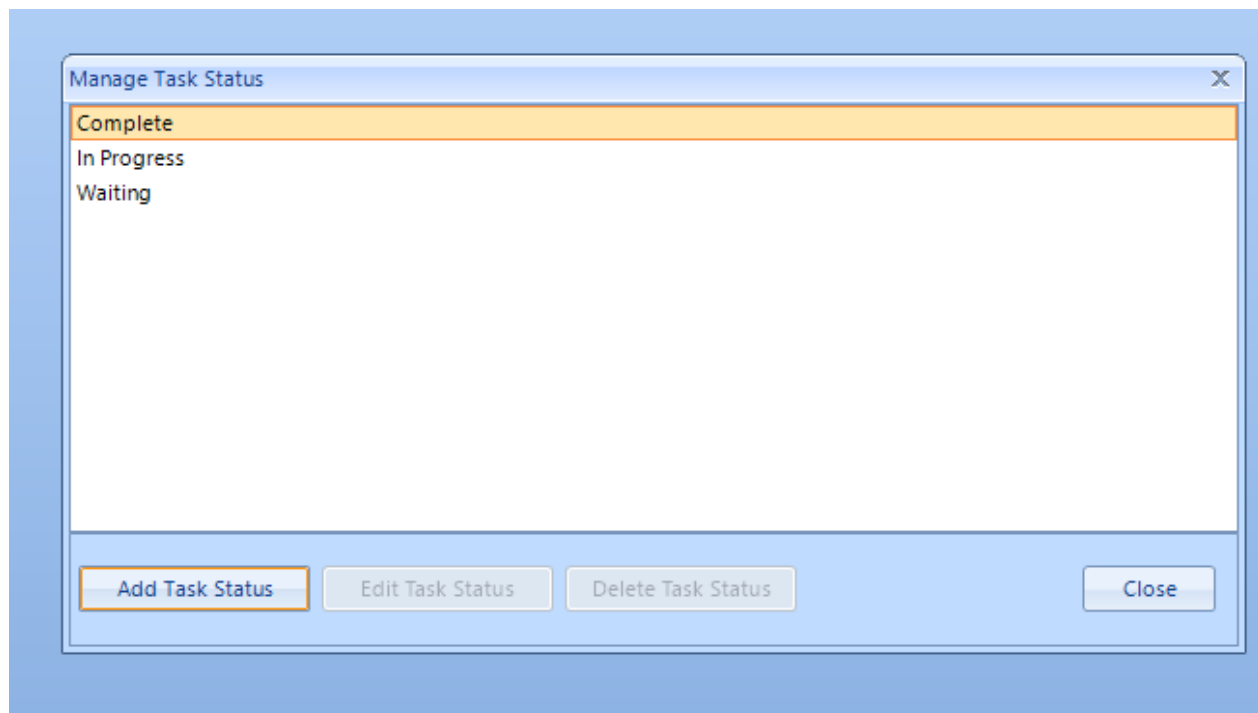 Manage Task Status
Complete
In Progress
Waiting
Add Task Status Edit Task Status Delete Task Status Close